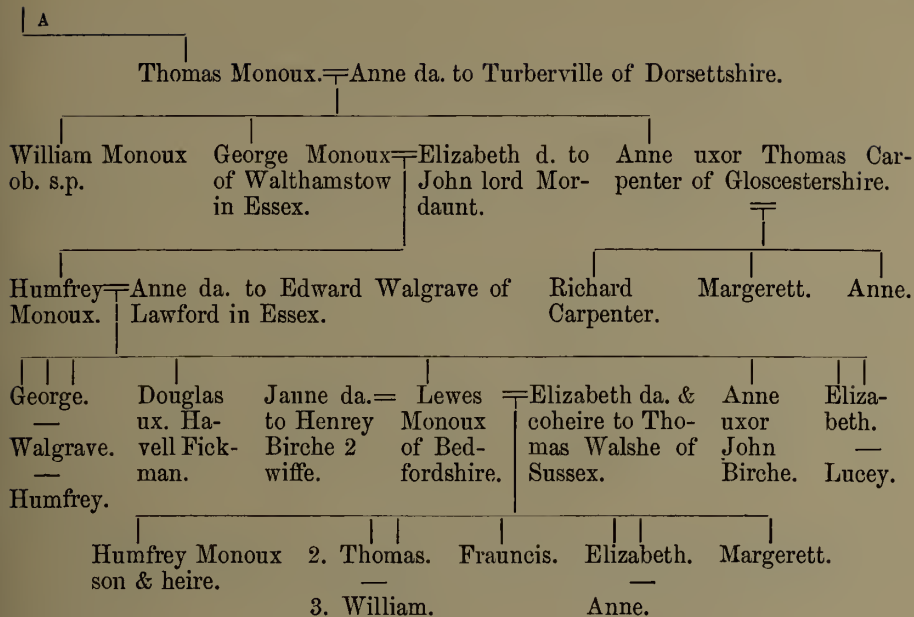 A
Thomas Monoux.=Anne da. to Turberville of Dorsettshire.
William Monoux
ob. s.p.
George Monoux=Elizabeth d. to
of Walthamstow John lord Mor-
in Essex. daunt.
Anne uxor Thomas Car-
penter of Gloscestershire.
=
Humfrey=Anne da. to Edward Walgrave of
Monoux. Lawford in Essex.
Richard
Carpenter.
Margerett.
Anne.
George.
—
Walgrave.
—
Humfrey.
Douglas
ux. Ha-
vell Fick-
man.
Janne da.=
to Henrey
Birche 2
wiffe.
Lewes
Monoux
of Bed-
fordshire.
=Elizabeth da. &
coheire to Tho-
mas Walshe of
Sussex.
Anne
uxor
John
Birche.
Eliza-
beth.
—
Lucey.
Humfrey Monoux
son & heire.
2. Thomas.
—
3. William.
Frauncis.
Elizabeth.
—
Anne.
Margerett.